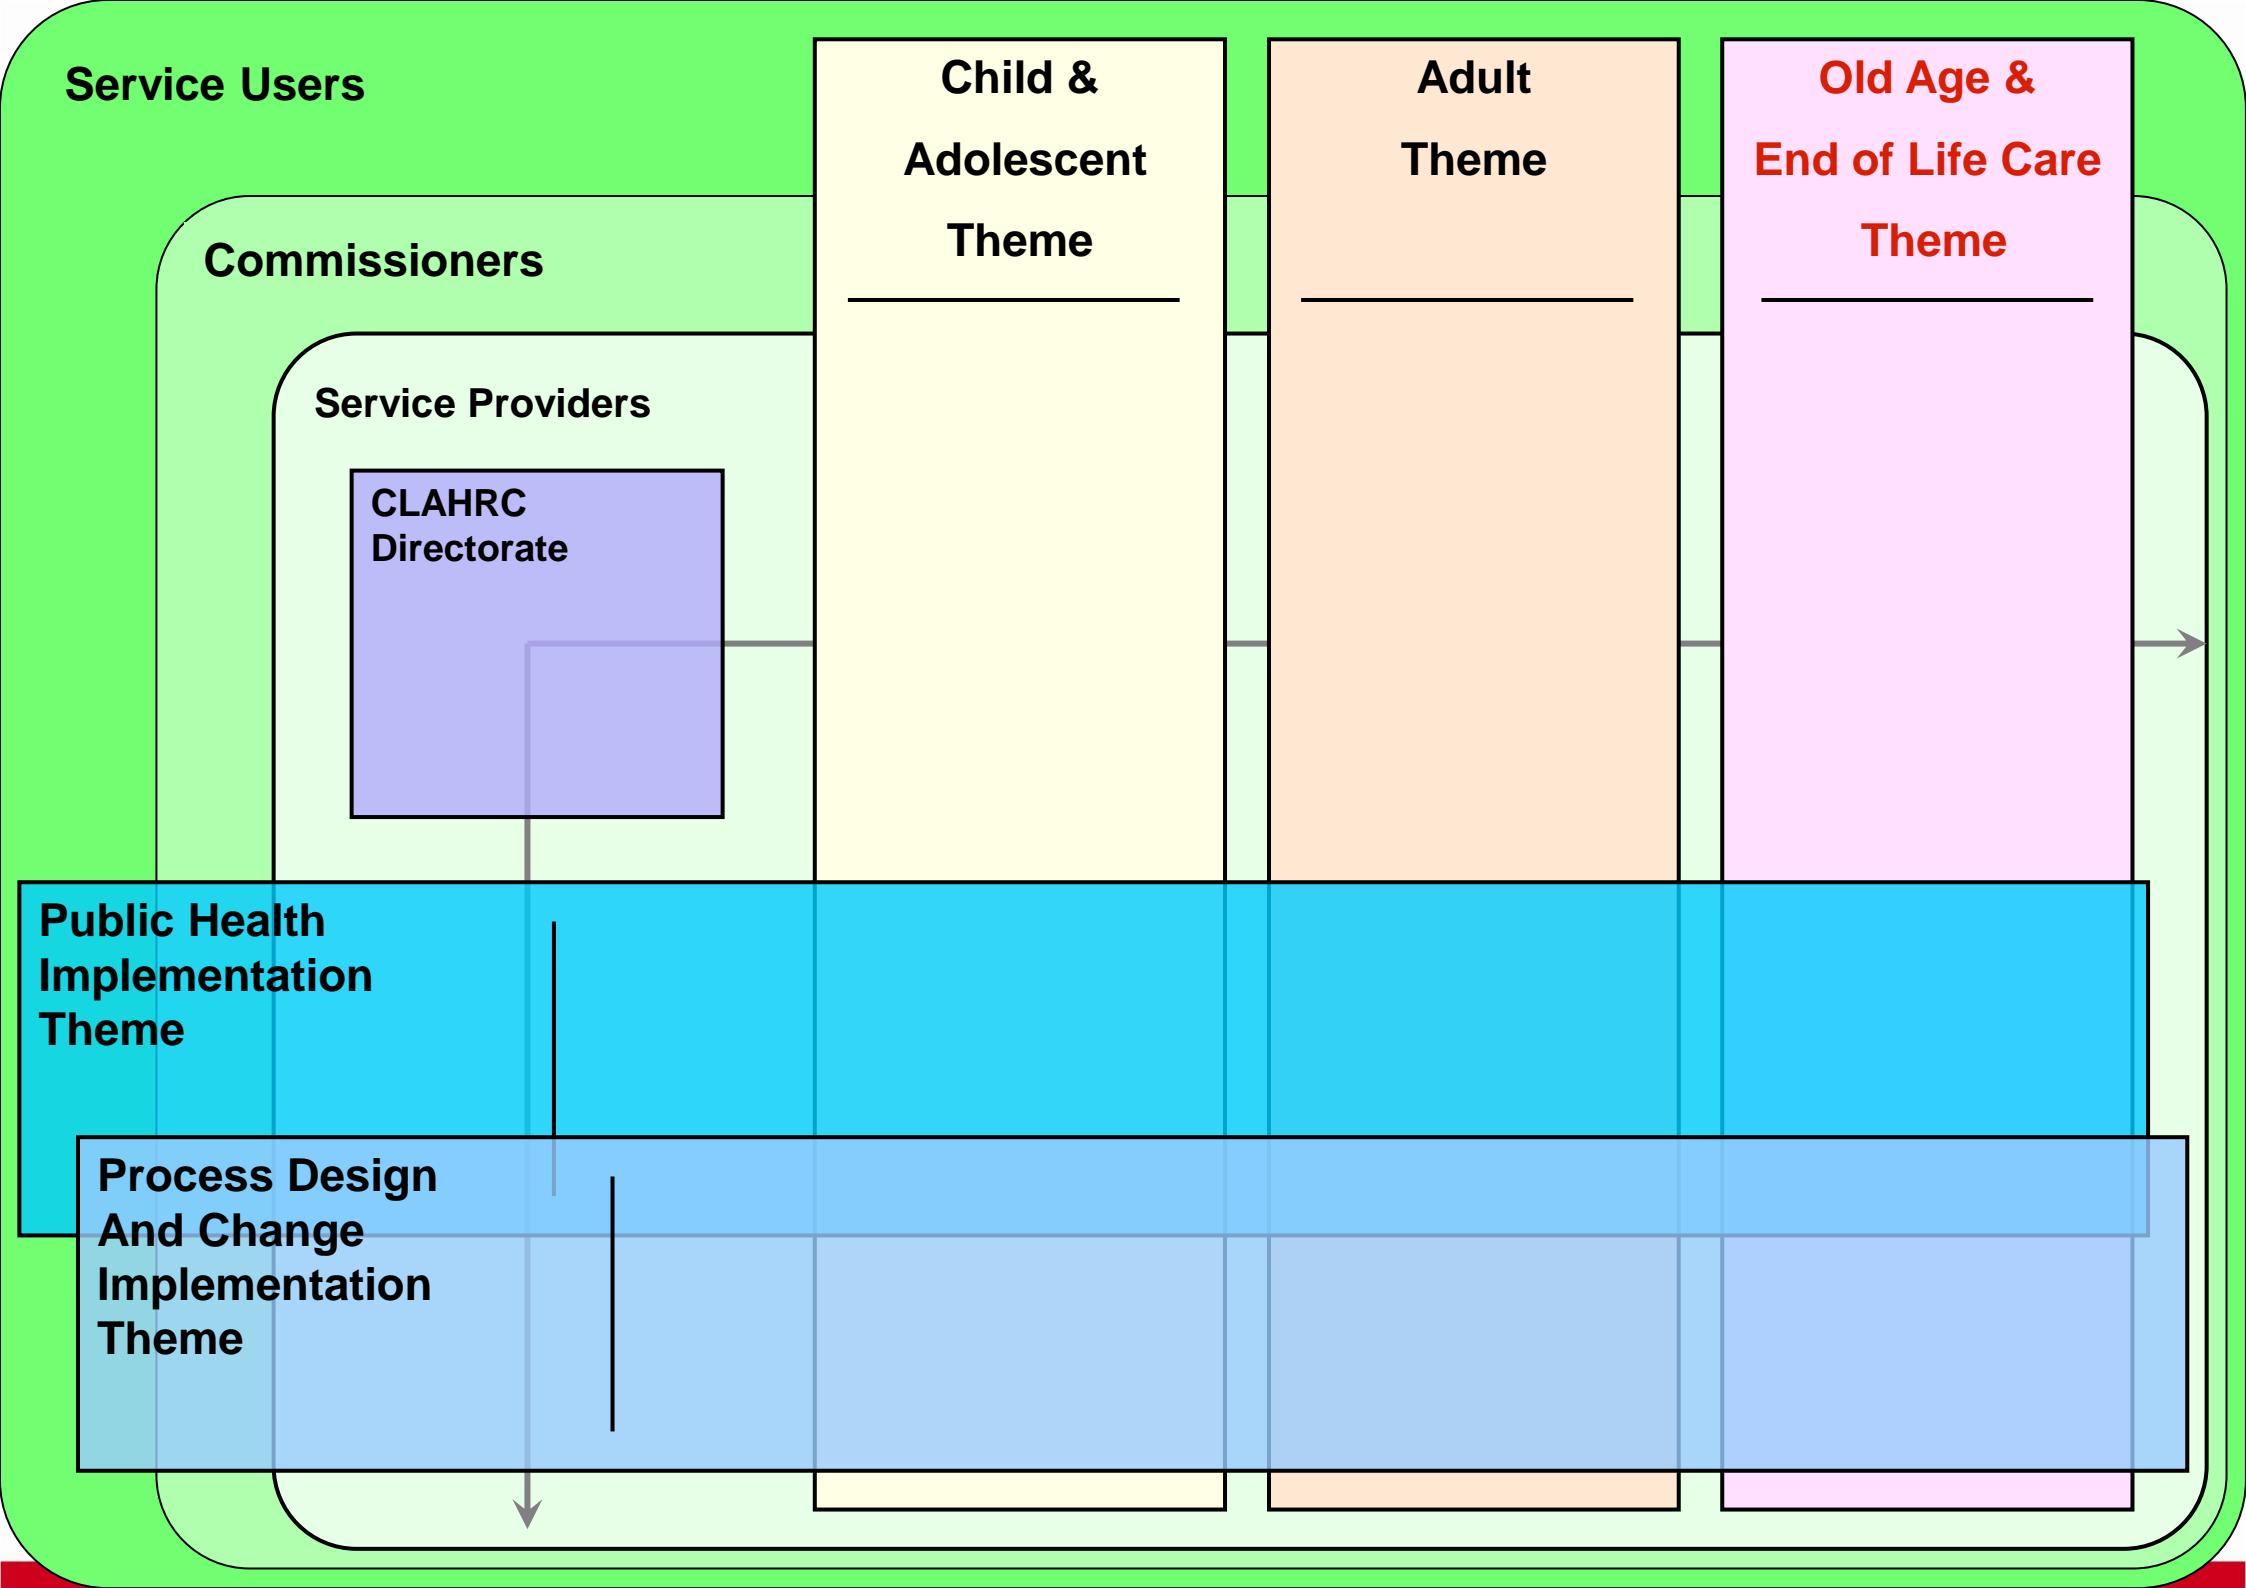 Service Users
Child &
Adolescent
Theme
Adult
Theme
Old Age &
End of Life Care
Theme
Commissioners
Service Providers
CLAHRC
Directorate
Public Health
Implementation
Theme
Process Design
And Change
Implementation
Theme